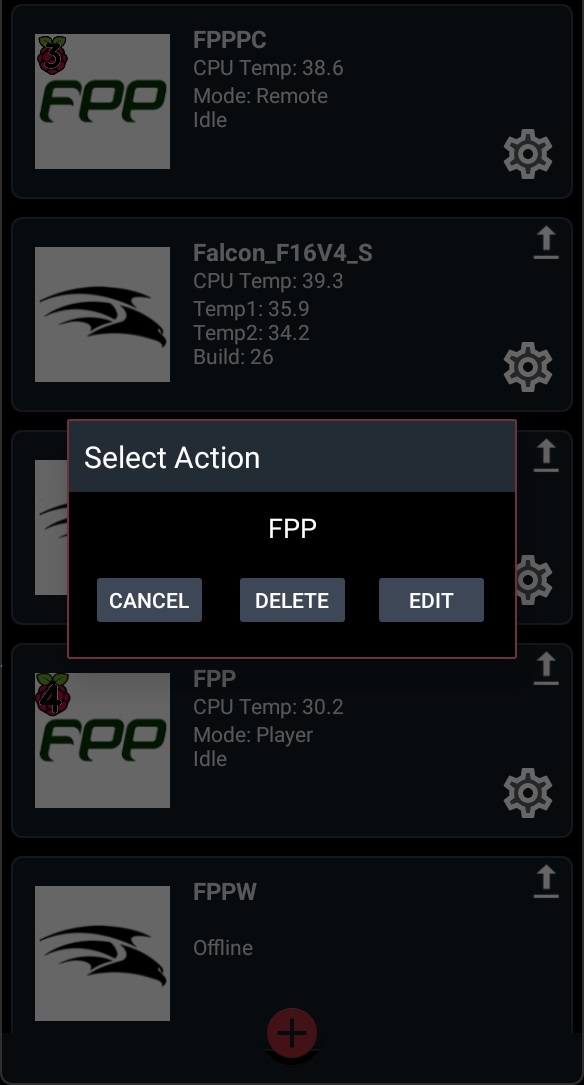 3
FPP
FPPPC
CPU Temp: 38.6
Mode: Remote
Idle
Falcon_F16V4_S
CPU Temp: 39.3
Temp1: 35.9
Temp2: 34.2
Build: 26
Select Action
FPP
CANCEL DELETE EDIT
4
FPP
FPP
CPU Temp: 30.2
Mode: Player
Idle
FPPW
Offline